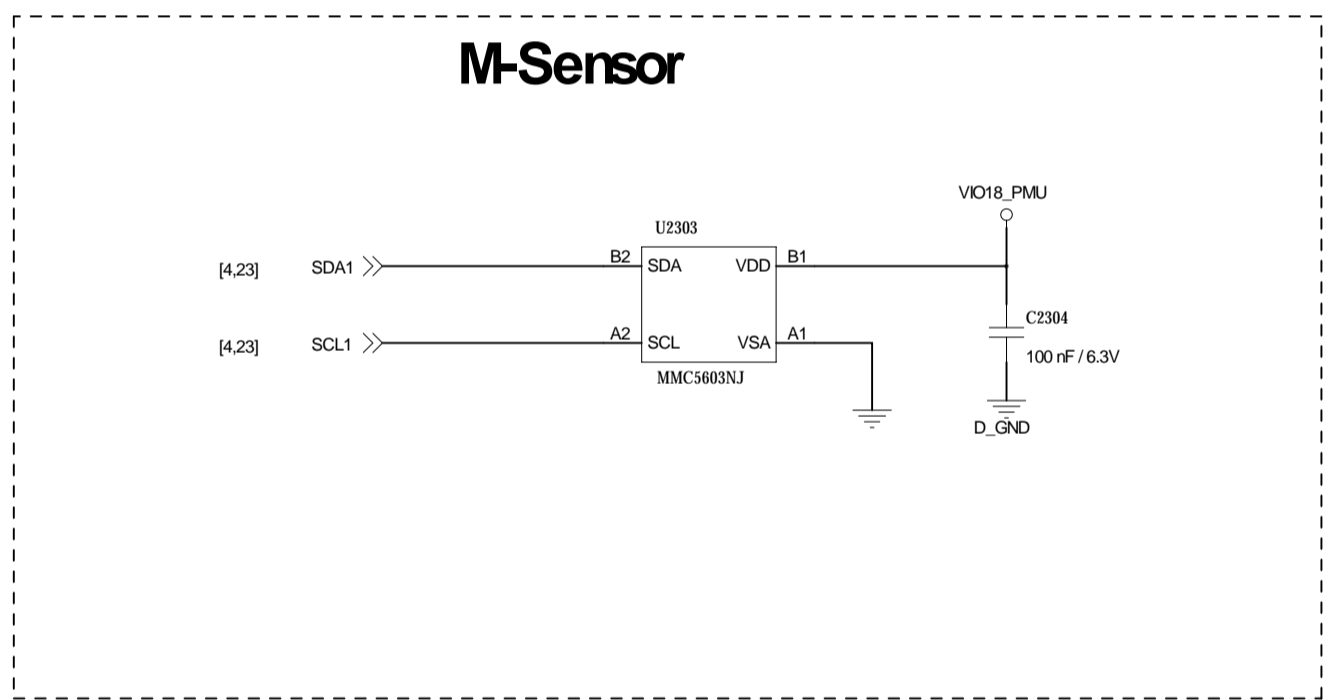 M-Sensor
VIO18_PMU
U2303
[4,23] SDA1 B2 SDA VDD B1
C2304
[4,23] SCL1 A2 SCL VSA A1
100 nF / 6.3V
MMC5603NJ
D_GND